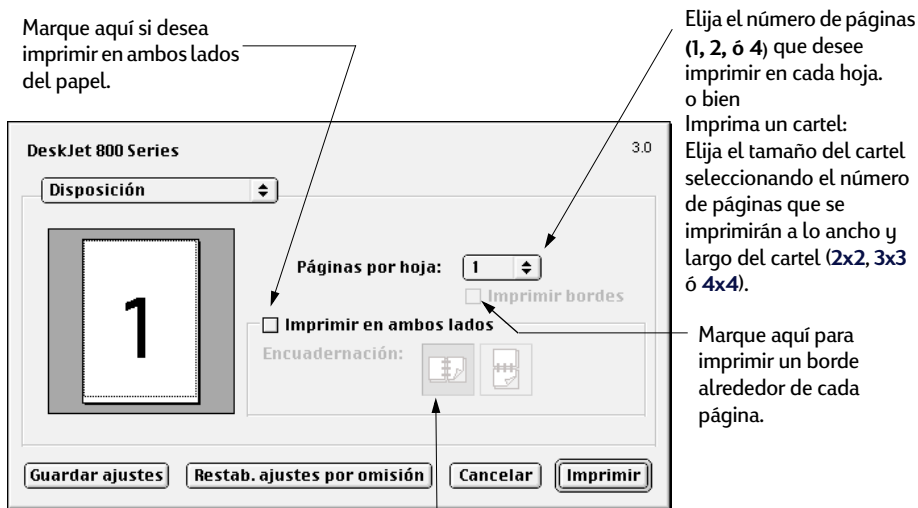 Marque aquí si desea
imprimir en ambos lados
del papel.
Elija el número de páginas
(1, 2, ó 4) que desee
imprimir en cada hoja.
o bien
Imprima un cartel:
Elija el tamaño del cartel
seleccionando el número
de páginas que se
imprimirán a lo ancho y
largo del cartel (2x2, 3x3
ó 4x4).
Marque aquí para
imprimir un borde
alrededor de cada
página.
DeskJet 800 Series
3.0
Disposición
1
Páginas por hoja: 1
Imprimir bordes
Imprimir en ambos lados
Encuadernación:
Guardar ajustes Restab. ajustes por omisión Cancelar Imprimir